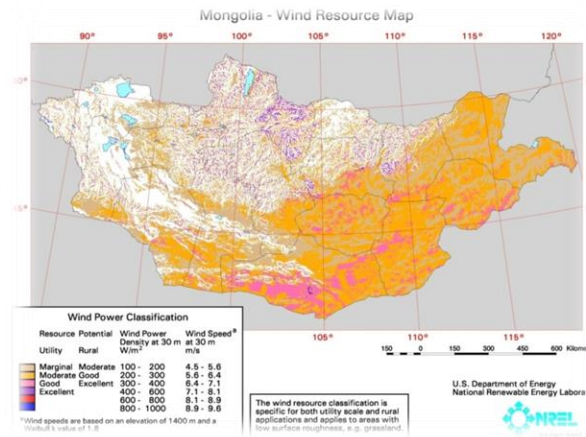 Mongolia - Wind Resource Map
90° 95° 100° 105° 110° 115° 120°
105° 110° 115°
Wind Power Classification
Resource Potential Wind Power Wind Speedª
Density at 30 m at 30 m
Utility Rural W/m² m/s
Marginal Moderate 100 - 200 4.5 - 5.6
Moderate Good 200 - 300 5.6 - 6.4
Good Excellent 300 - 400 6.4 - 7.1
Excellent 400 - 600 7.1 - 8.1
600 - 800 8.1 - 8.9
800 - 1000 8.9 - 9.6
ª Wind speeds are based on an elevation of 1400 m and a
Weibull k value of 1.8
The wind resource classification is
specific for both utility scale and rural
applications and applies to areas with
low surface roughness, e.g. grassland.
150 0 150 300 450 600 Kilome
U.S. Department of Energy
National Renewable Energy Labora
NREL